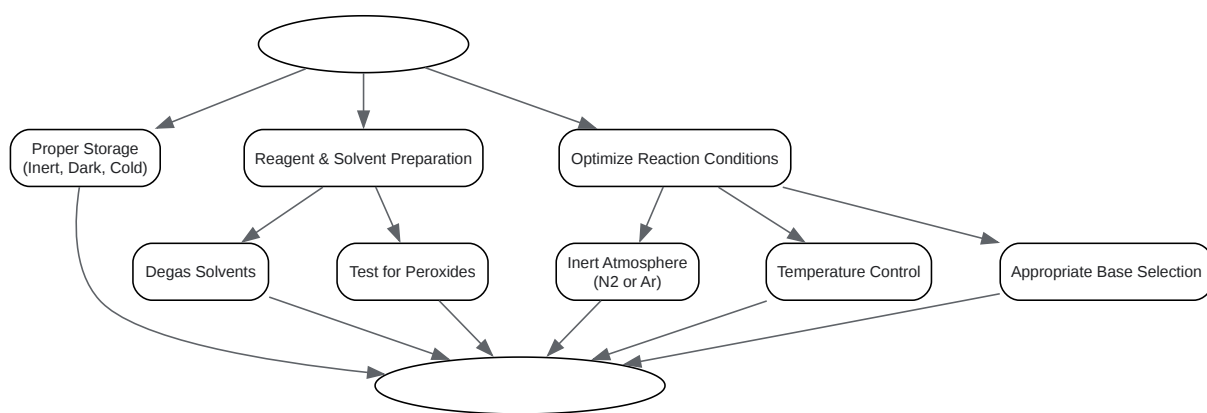 Proper Storage
(Inert, Dark, Cold)
Reagent & Solvent Preparation
Optimize Reaction Conditions
Degas Solvents
Test for Peroxides
Inert Atmosphere
(N2 or Ar)
Temperature Control
Appropriate Base Selection